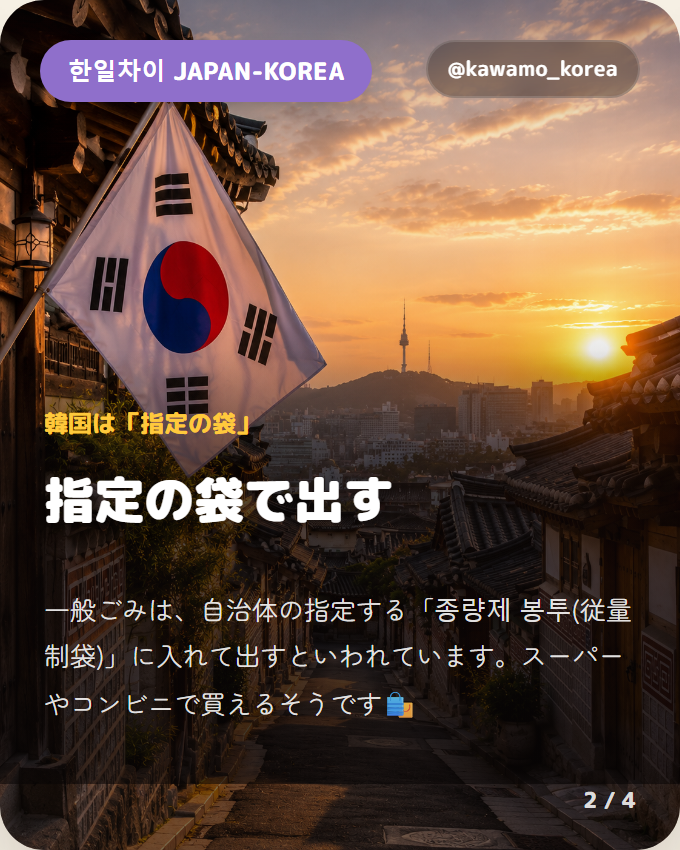 한일차이 JAPAN-KOREA
@kawamo_korea
韓国は「指定の袋」
指定の袋で出す
一般ごみは、自治体の指定する「종량제 봉투(従量
制袋)」に入れて出すといわれています。スーパー
やコンビニで買えるそうです🛍️
2 / 4